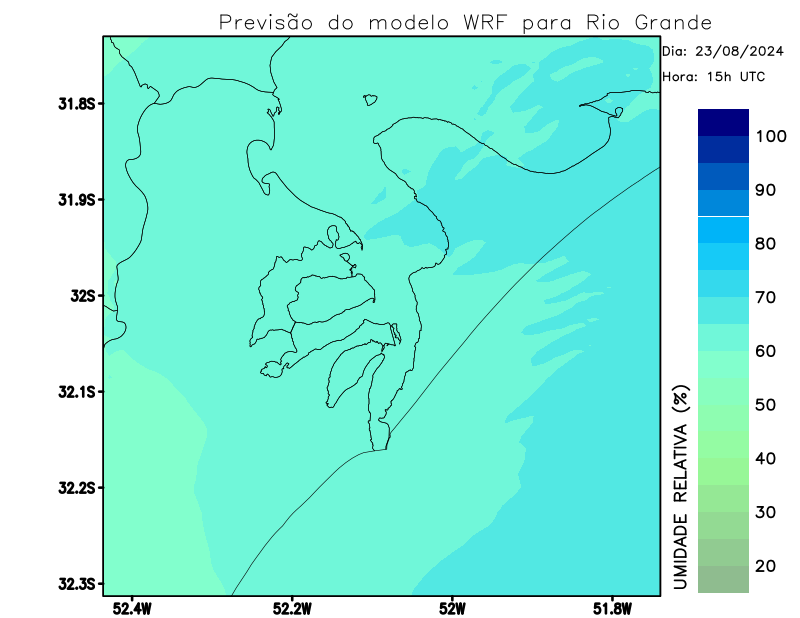 Previsão do modelo WRF para Rio Grande
Dia: 23/08/2024
Hora: 15h UTC
31.8S
31.9S
32S
32.1S
32.2S
32.3S
52.4W
52.2W
52W
51.8W
100
90
80
70
60
50
40
30
20
UMIDADE RELATIVA (%)